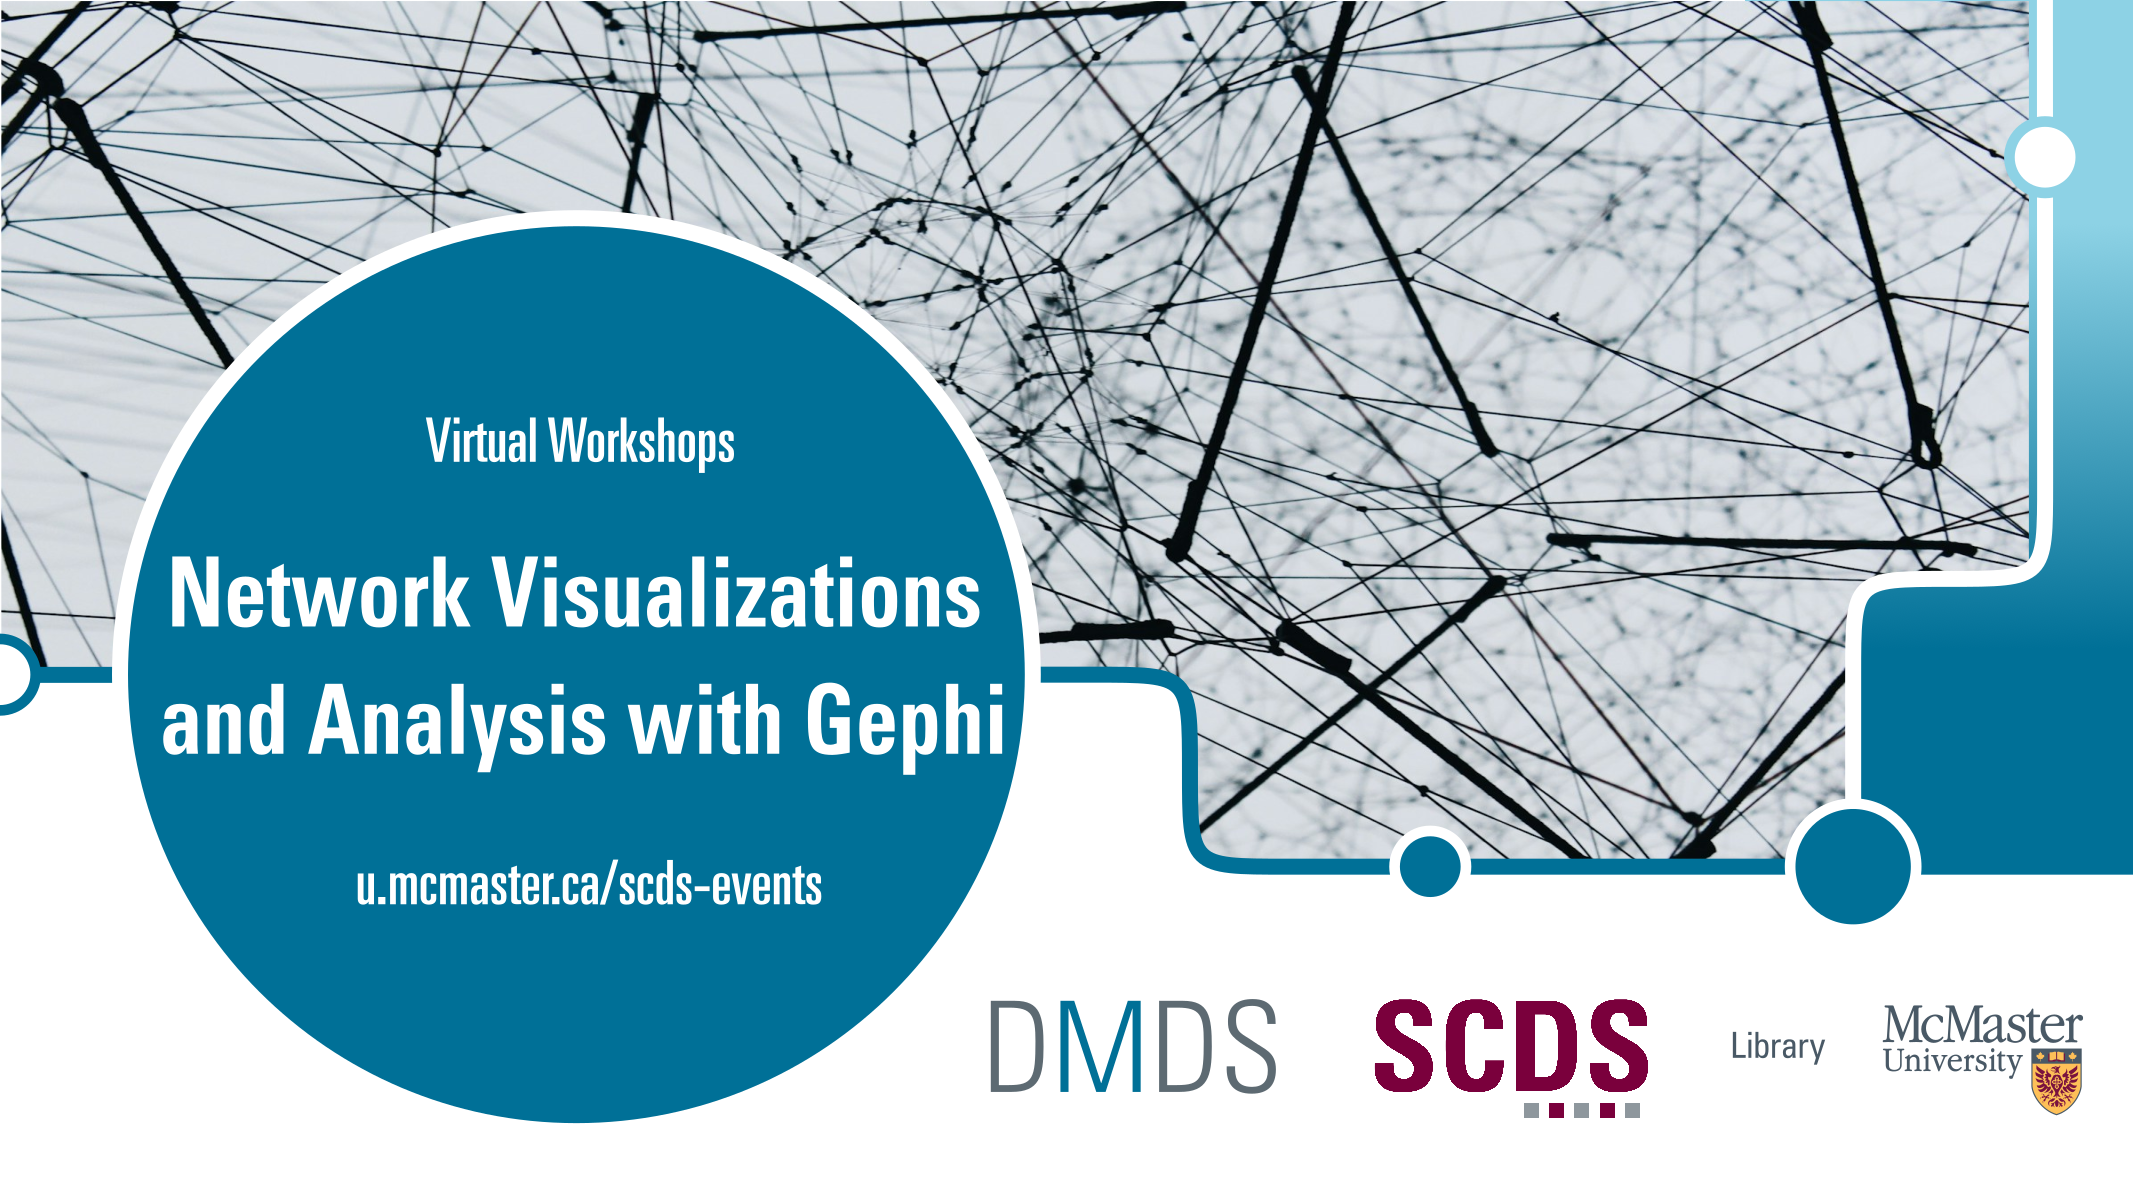 Virtual Workshops
Network Visualizations
and Analysis with Gephi
u.mcmaster.ca/scds-events
DMDS
SCDS
Library
McMaster
University